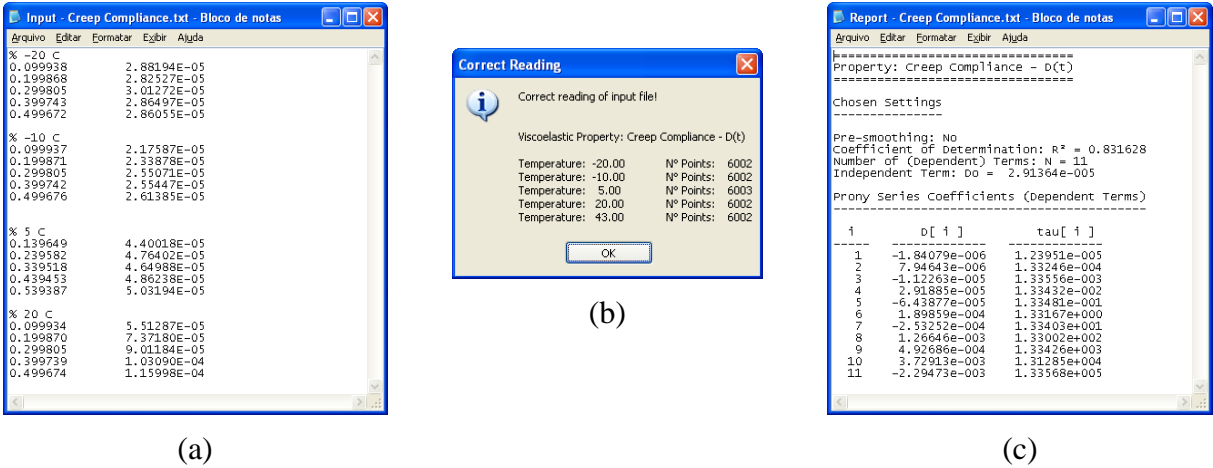 Input - Creep Compliance.txt - Bloco de notas
Arquivo Editar Formatar Exibir Ajuda
% -20 C
0.099938 2.88194E-05
0.199868 2.82527E-05
0.299805 3.01272E-05
0.399743 2.86497E-05
0.499672 2.86055E-05
% -10 C
0.099937 2.17587E-05
0.199871 2.33878E-05
0.299805 2.55071E-05
0.399742 2.55447E-05
0.499676 2.61385E-05
% 5 C
0.139649 4.40018E-05
0.239582 4.76402E-05
0.339518 4.64988E-05
0.439453 4.86238E-05
0.539387 5.03194E-05
% 20 C
0.099934 5.51287E-05
0.199870 7.37180E-05
0.299805 9.01184E-05
0.399739 1.03090E-04
0.499674 1.15998E-04
(a)
Correct Reading
Correct reading of input file!
Viscoelastic Property: Creep Compliance - D(t)
Temperature: -20.00 Nº Points: 6002
Temperature: -10.00 Nº Points: 6002
Temperature: 5.00 Nº Points: 6003
Temperature: 20.00 Nº Points: 6002
Temperature: 43.00 Nº Points: 6002
OK
(b)
Report - Creep Compliance.txt - Bloco de notas
Arquivo Editar Formatar Exibir Ajuda
================================
Property: Creep Compliance - D(t)
================================
Chosen Settings
---------------
Pre-smoothing: No
Coefficient of Determination: R² = 0.831628
Number of (Dependent) Terms: N = 11
Independent Term: Do = 2.91364e-005
Prony Series Coefficients (Dependent Terms)
-------------------------------------------
i D[ i ] tau[ i ]
----- ------------- -------------
1 -1.84079e-006 1.23951e-005
2 7.94643e-006 1.33246e-004
3 -1.12263e-005 1.33556e-003
4 2.91885e-005 1.33432e-002
5 -6.43877e-005 1.33481e-001
6 1.89859e-004 1.33167e+000
7 -2.53252e-004 1.33403e+001
8 1.26646e-003 1.33002e+002
9 4.92686e-004 1.33426e+003
10 3.72913e-003 1.31285e+004
11 -2.29473e-003 1.33568e+005
(c)